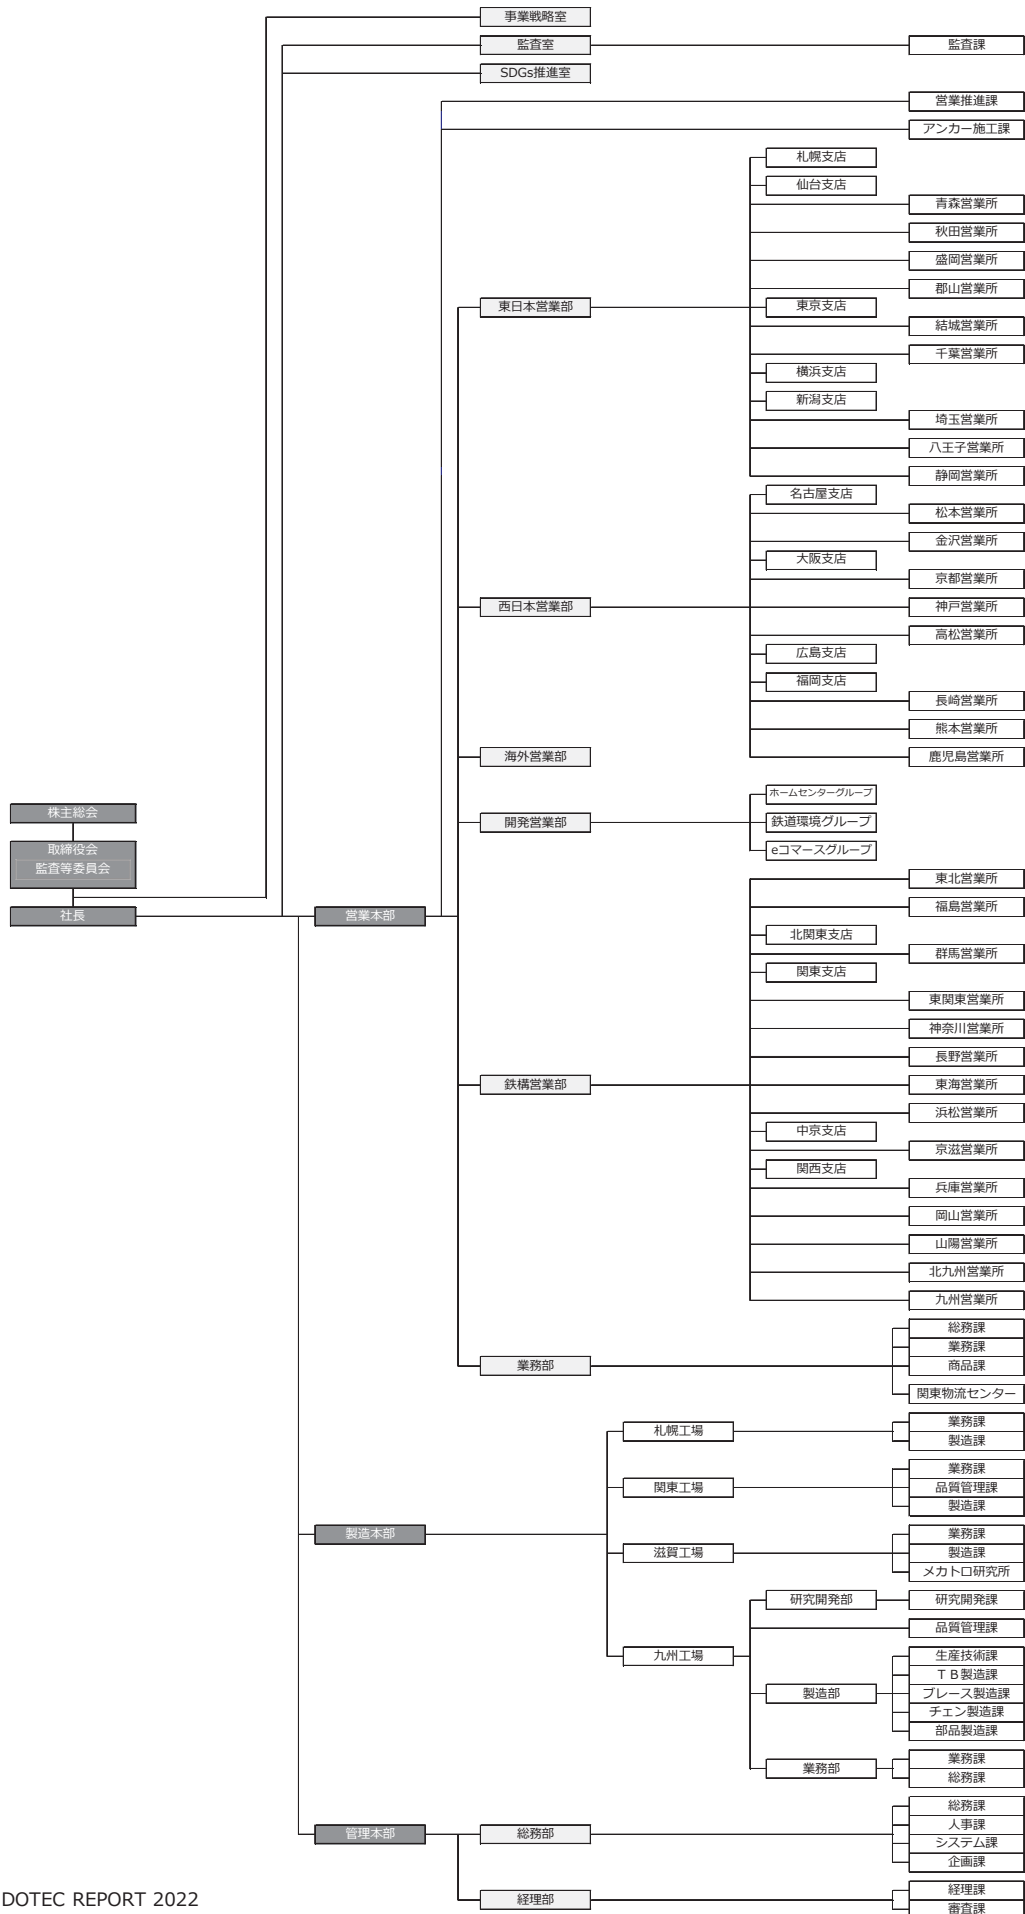 事業戦略室
監査室
監査課
SDGs推進室
営業推進課
アンカー施工課
札幌支店
仙台支店
青森営業所
秋田営業所
盛岡営業所
郡山営業所
東日本営業部
東京支店
結城営業所
千葉営業所
横浜支店
新潟支店
埼玉営業所
八王子営業所
静岡営業所
名古屋支店
松本営業所
金沢営業所
大阪支店
京都営業所
西日本営業部
神戸営業所
高松営業所
広島支店
福岡支店
長崎営業所
熊本営業所
海外営業部
鹿児島営業所
ホームセンターグループ
株主総会
開発営業部
鉄道環境グループ
取締役会
eコマースグループ
監査等委員会
東北営業所
福島営業所
社長
営業本部
北関東支店
群馬営業所
関東支店
東関東営業所
神奈川営業所
長野営業所
鉄構営業部
東海営業所
浜松営業所
中京支店
京滋営業所
関西支店
兵庫営業所
岡山営業所
山陽営業所
北九州営業所
九州営業所
総務課
業務課
業務部
商品課
関東物流センター
業務課
札幌工場
製造課
業務課
関東工場
品質管理課
製造課
製造本部
業務課
滋賀工場
製造課
メカトロ研究所
研究開発部
研究開発課
品質管理課
九州工場
生産技術課
TB製造課
製造部
ブレース製造課
チェン製造課
部品製造課
業務課
業務部
総務課
総務課
人事課
管理本部
総務部
システム課
企画課
経理課
経理部
審査課
DOTEC REPORT 2022